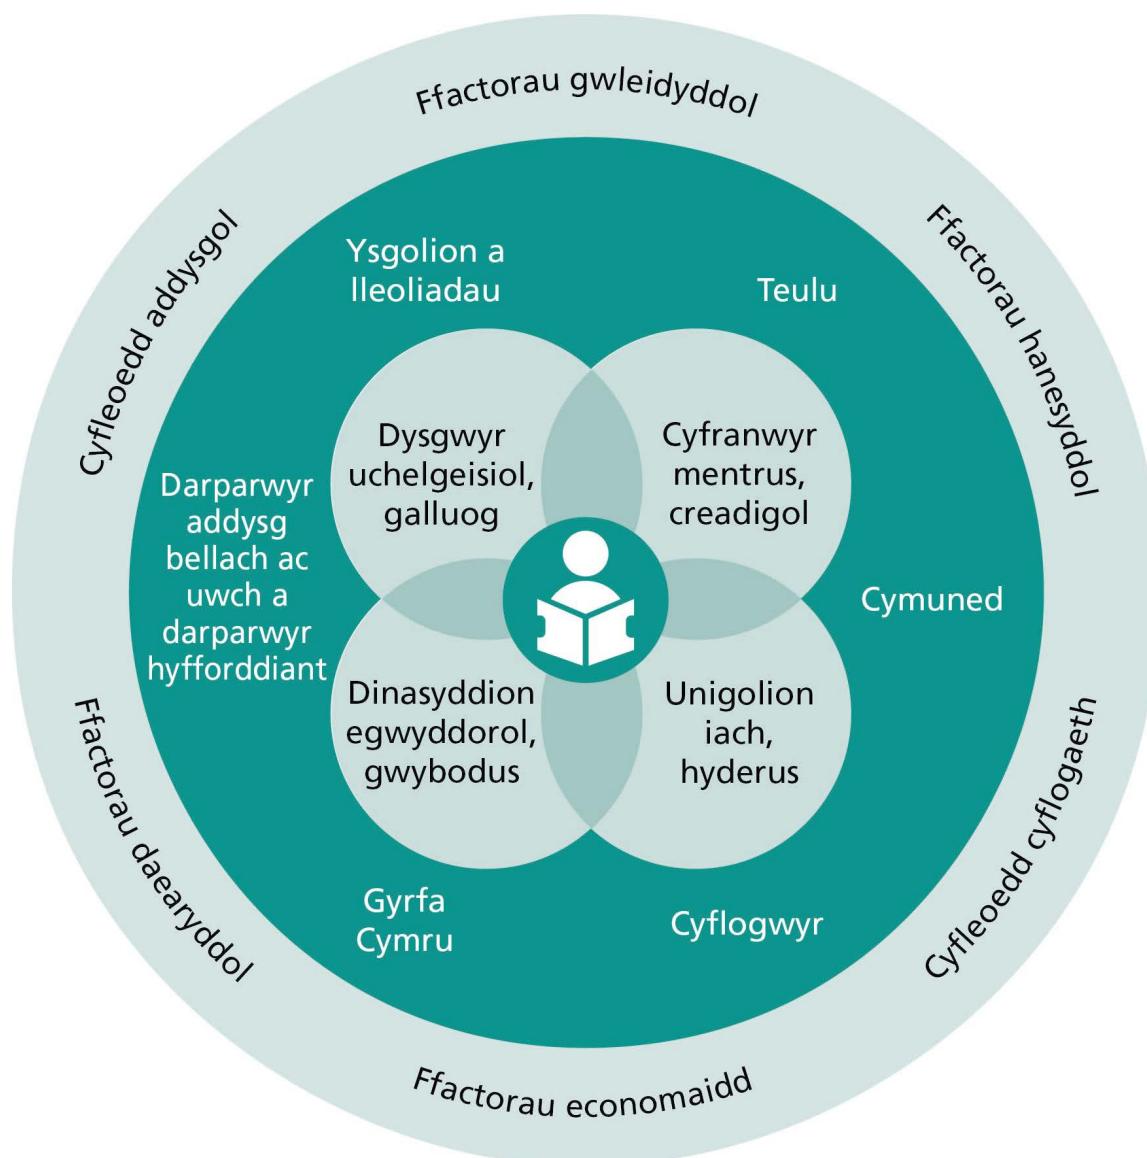 Ffactorau gwleidyddol
Cyfleoedd addysgol
Ffactorau hanesyddol
Ysgolion a
lleoliadau
Teulu
Dysgwyr
uchelgeisiol,
galluog
Cyfranwyr
mentrus,
creadigol
Darparwyr
addysg
bellach ac
uwch a
darparwyr
hyfforddiant
Cymuned
Dinasyddion
egwyddorol,
gwybodus
Unigolion
iach,
hyderus
Ffactorau daearyddol
Cyfleoedd cyflogaeth
Gyrfa
Cymru
Cyflogwyr
Ffactorau economaidd